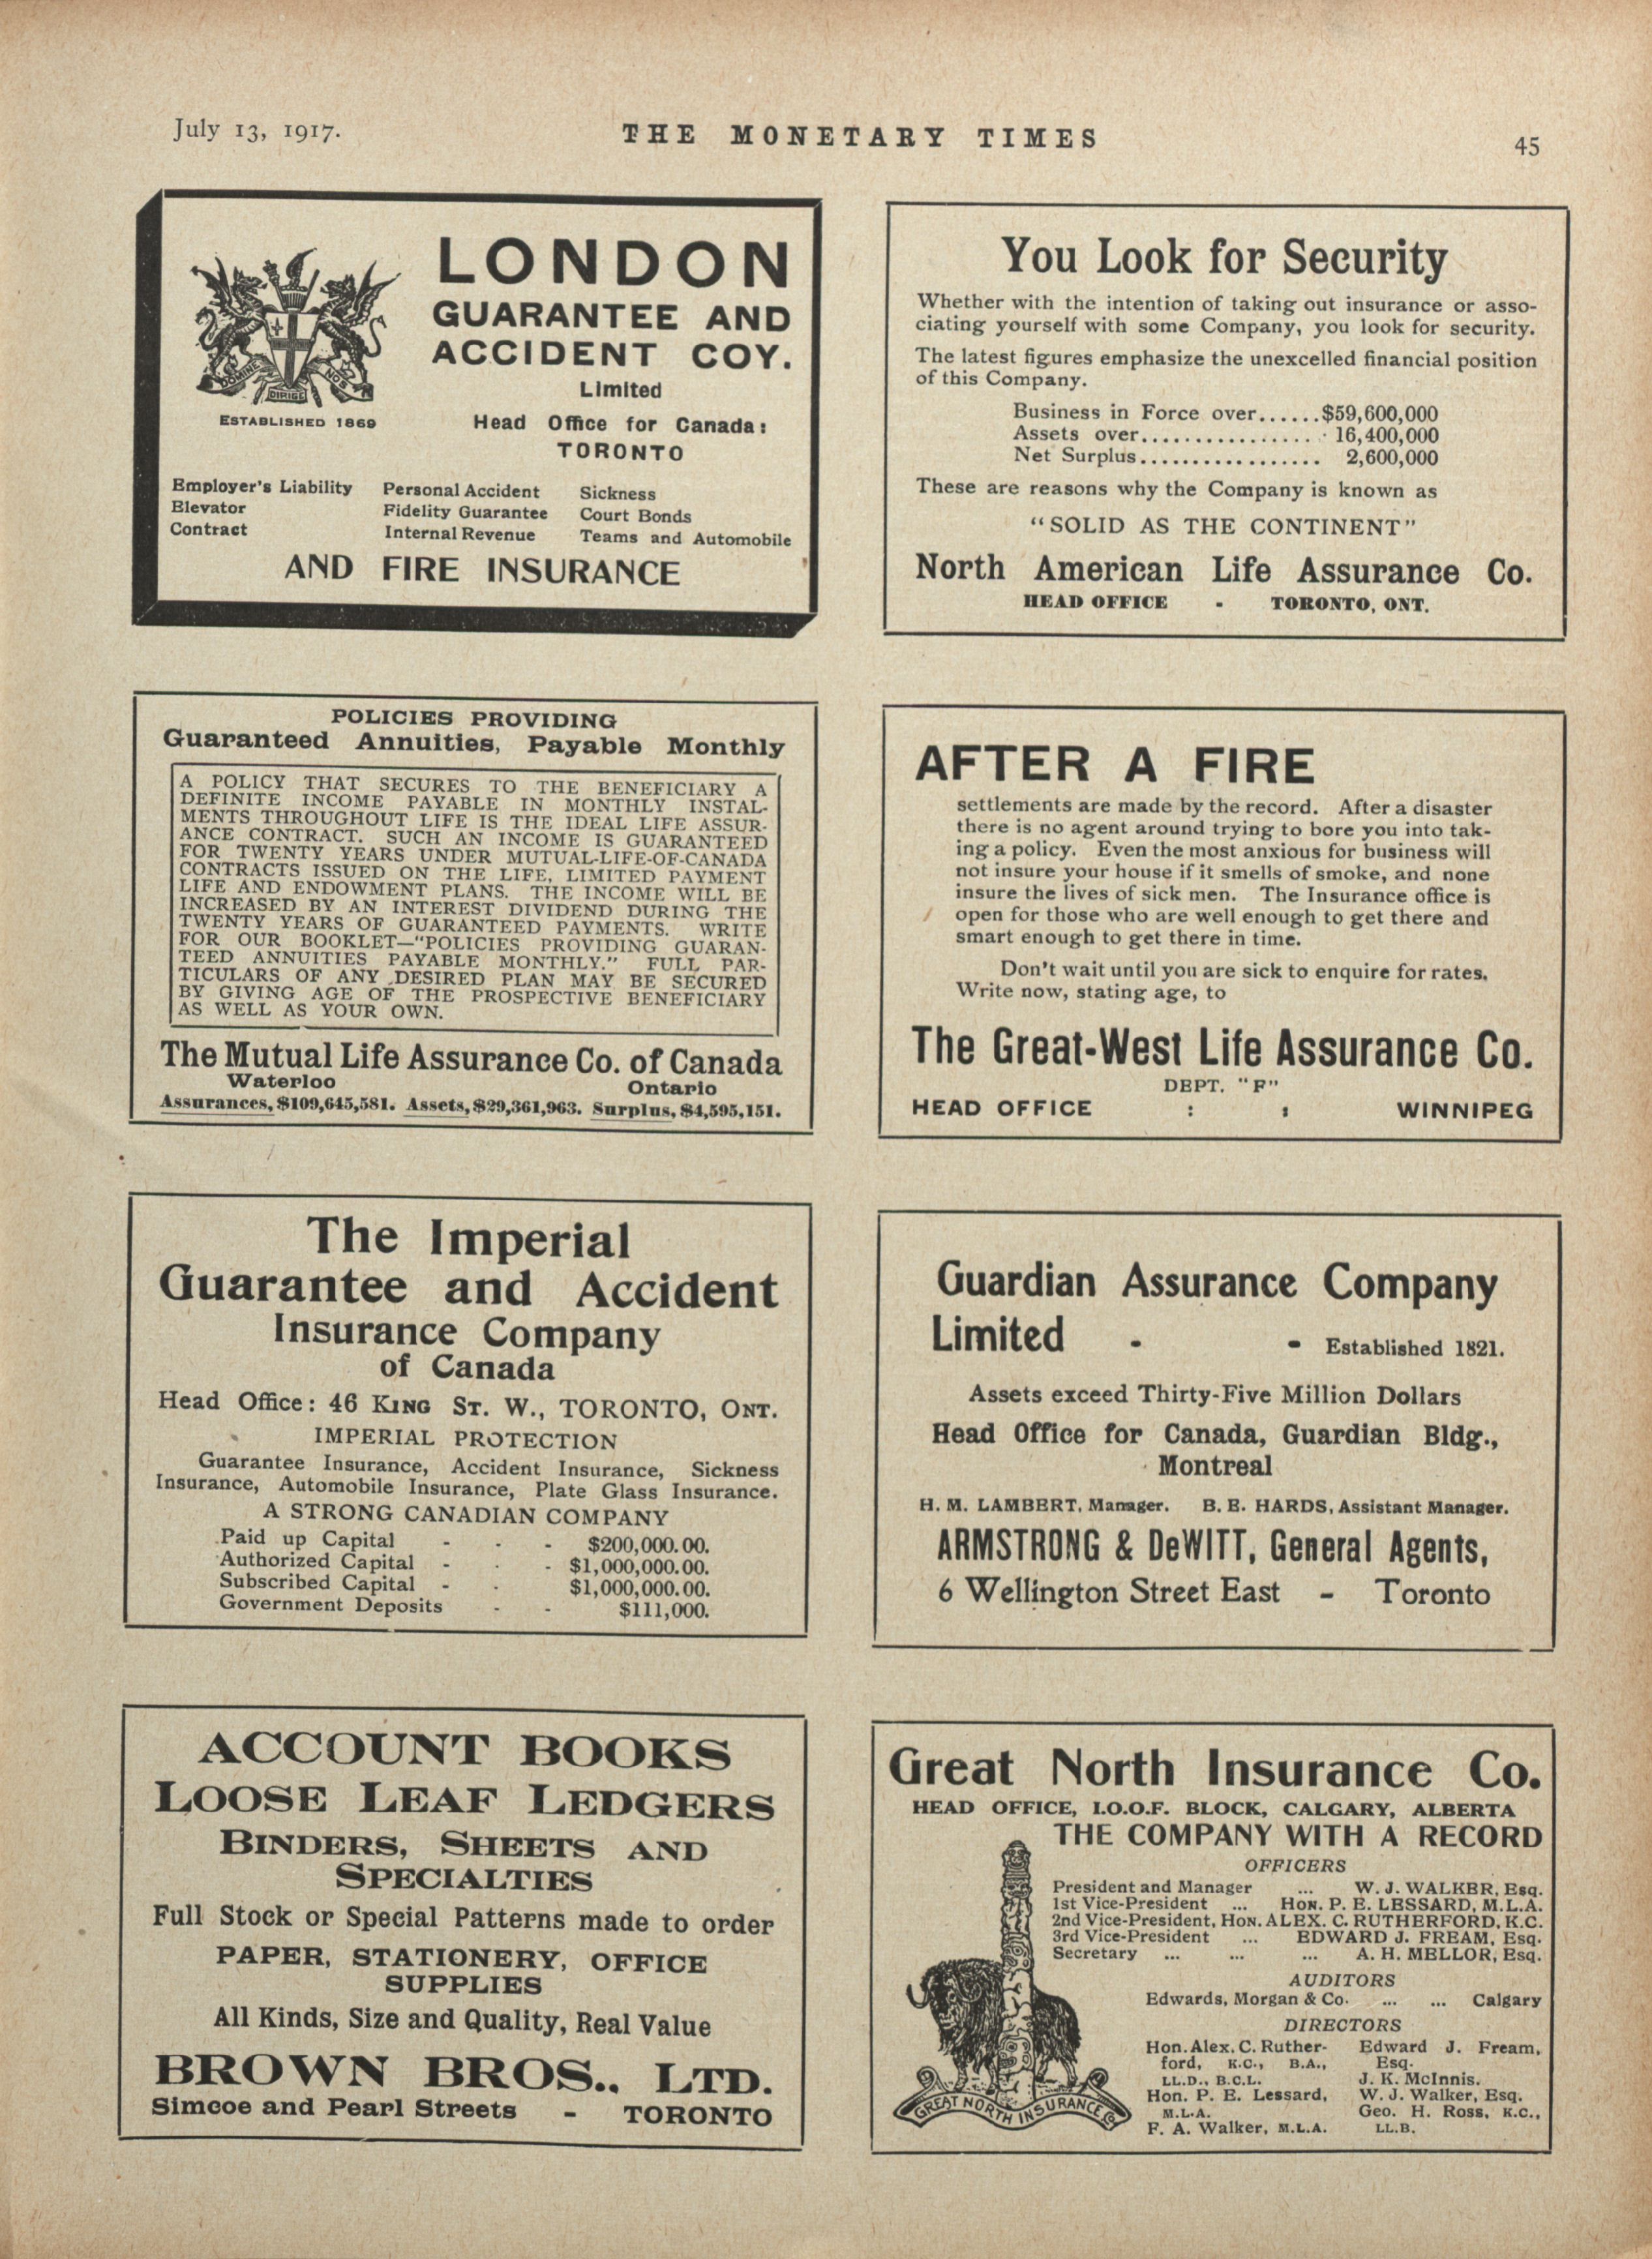 July 13, 1917.
THE MONETARY TIMES
45
LONDON
GUARANTEE AND
ACCIDENT COY.
Limited
DOMINE
DIRIGE
NOS
ESTABLISHED 1869
Head Office for Canada:
TORONTO
Employer's Liability Personal Accident Sickness
Elevator Fidelity Guarantee Court Bonds
Contract Internal Revenue Teams and Automobile
AND FIRE INSURANCE
You Look for Security
Whether with the intention of taking out insurance or asso-
ciating yourself with some Company, you look for security.
The latest figures emphasize the unexcelled financial position
of this Company.
Business in Force over......$59,600,000
Assets over................. 16,400,000
Net Surplus................. 2,600,000
These are reasons why the Company is known as
"SOLID AS THE CONTINENT"
North American Life Assurance Co.
HEAD OFFICE - TORONTO, ONT.
POLICIES PROVIDING
Guaranteed Annuities, Payable Monthly
A POLICY THAT SECURES TO THE BENEFICIARY A
DEFINITE INCOME PAYABLE IN MONTHLY INSTAL-
MENTS THROUGHOUT LIFE IS THE IDEAL LIFE ASSUR-
ANCE CONTRACT. SUCH AN INCOME IS GUARANTEED
FOR TWENTY YEARS UNDER MUTUAL-LIFE-OF-CANADA
CONTRACTS ISSUED ON THE LIFE, LIMITED PAYMENT
LIFE AND ENDOWMENT PLANS. THE INCOME WILL BE
INCREASED BY AN INTEREST DIVIDEND DURING THE
TWENTY YEARS OF GUARANTEED PAYMENTS. WRITE
FOR OUR BOOKLET—"POLICIES PROVIDING GUARAN-
TEED ANNUITIES PAYABLE MONTHLY." FULL PAR-
TICULARS OF ANY DESIRED PLAN MAY BE SECURED
BY GIVING AGE OF THE PROSPECTIVE BENEFICIARY
AS WELL AS YOUR OWN.
The Mutual Life Assurance Co. of Canada
Waterloo Ontario
Assurances, $109,645,581. Assets, $29,361,963. Surplus, $4,595,151.
AFTER A FIRE
settlements are made by the record. After a disaster
there is no agent around trying to bore you into tak-
ing a policy. Even the most anxious for business will
not insure your house if it smells of smoke, and none
insure the lives of sick men. The Insurance office is
open for those who are well enough to get there and
smart enough to get there in time.
Don't wait until you are sick to enquire for rates.
Write now, stating age, to
The Great-West Life Assurance Co.
DEPT. "F"
HEAD OFFICE : : WINNIPEG
The Imperial
Guarantee and Accident
Insurance Company
of Canada
Head Office: 46 KING ST. W., TORONTO, ONT.
IMPERIAL PROTECTION
Guarantee Insurance, Accident Insurance, Sickness
Insurance, Automobile Insurance, Plate Glass Insurance.
A STRONG CANADIAN COMPANY
Paid up Capital - - - $200,000.00.
Authorized Capital - - - $1,000,000.00.
Subscribed Capital - - $1,000,000.00.
Government Deposits - - $111,000.
Guardian Assurance Company
Limited - - Established 1821.
Assets exceed Thirty-Five Million Dollars
Head Office for Canada, Guardian Bldg.,
Montreal
H. M. LAMBERT, Manager. B. E. HARDS, Assistant Manager.
ARMSTRONG & DeWITT, General Agents,
6 Wellington Street East - Toronto
ACCOUNT BOOKS
LOOSE LEAF LEDGERS
BINDERS, SHEETS AND
SPECIALTIES
Full Stock or Special Patterns made to order
PAPER, STATIONERY, OFFICE
SUPPLIES
All Kinds, Size and Quality, Real Value
BROWN BROS., LTD.
Simcoe and Pearl Streets - TORONTO
Great North Insurance Co.
HEAD OFFICE, I.O.O.F. BLOCK, CALGARY, ALBERTA
THE COMPANY WITH A RECORD
OFFICERS
President and Manager ... W. J. WALKER, Esq.
1st Vice-President ... HON. P. E. LESSARD, M.L.A.
2nd Vice-President, HON. ALEX. C. RUTHERFORD, K.C.
3rd Vice-President ... EDWARD J. FREAM, Esq.
Secretary ... ... ... A. H. MELLOR, Esq.
AUDITORS
Edwards, Morgan & Co. ... ... Calgary
DIRECTORS
Hon. Alex. C. Ruther-
ford, K.C., B.A.,
LL.D., B.C.L.
Hon. P. E. Lessard,
M.L.A.
F. A. Walker, M.L.A.
Edward J. Fream,
Esq.
J. K. McInnis.
W. J. Walker, Esq.
Geo. H. Ross, K.C.,
LL.B.
GREAT NORTH INSURANCE Co